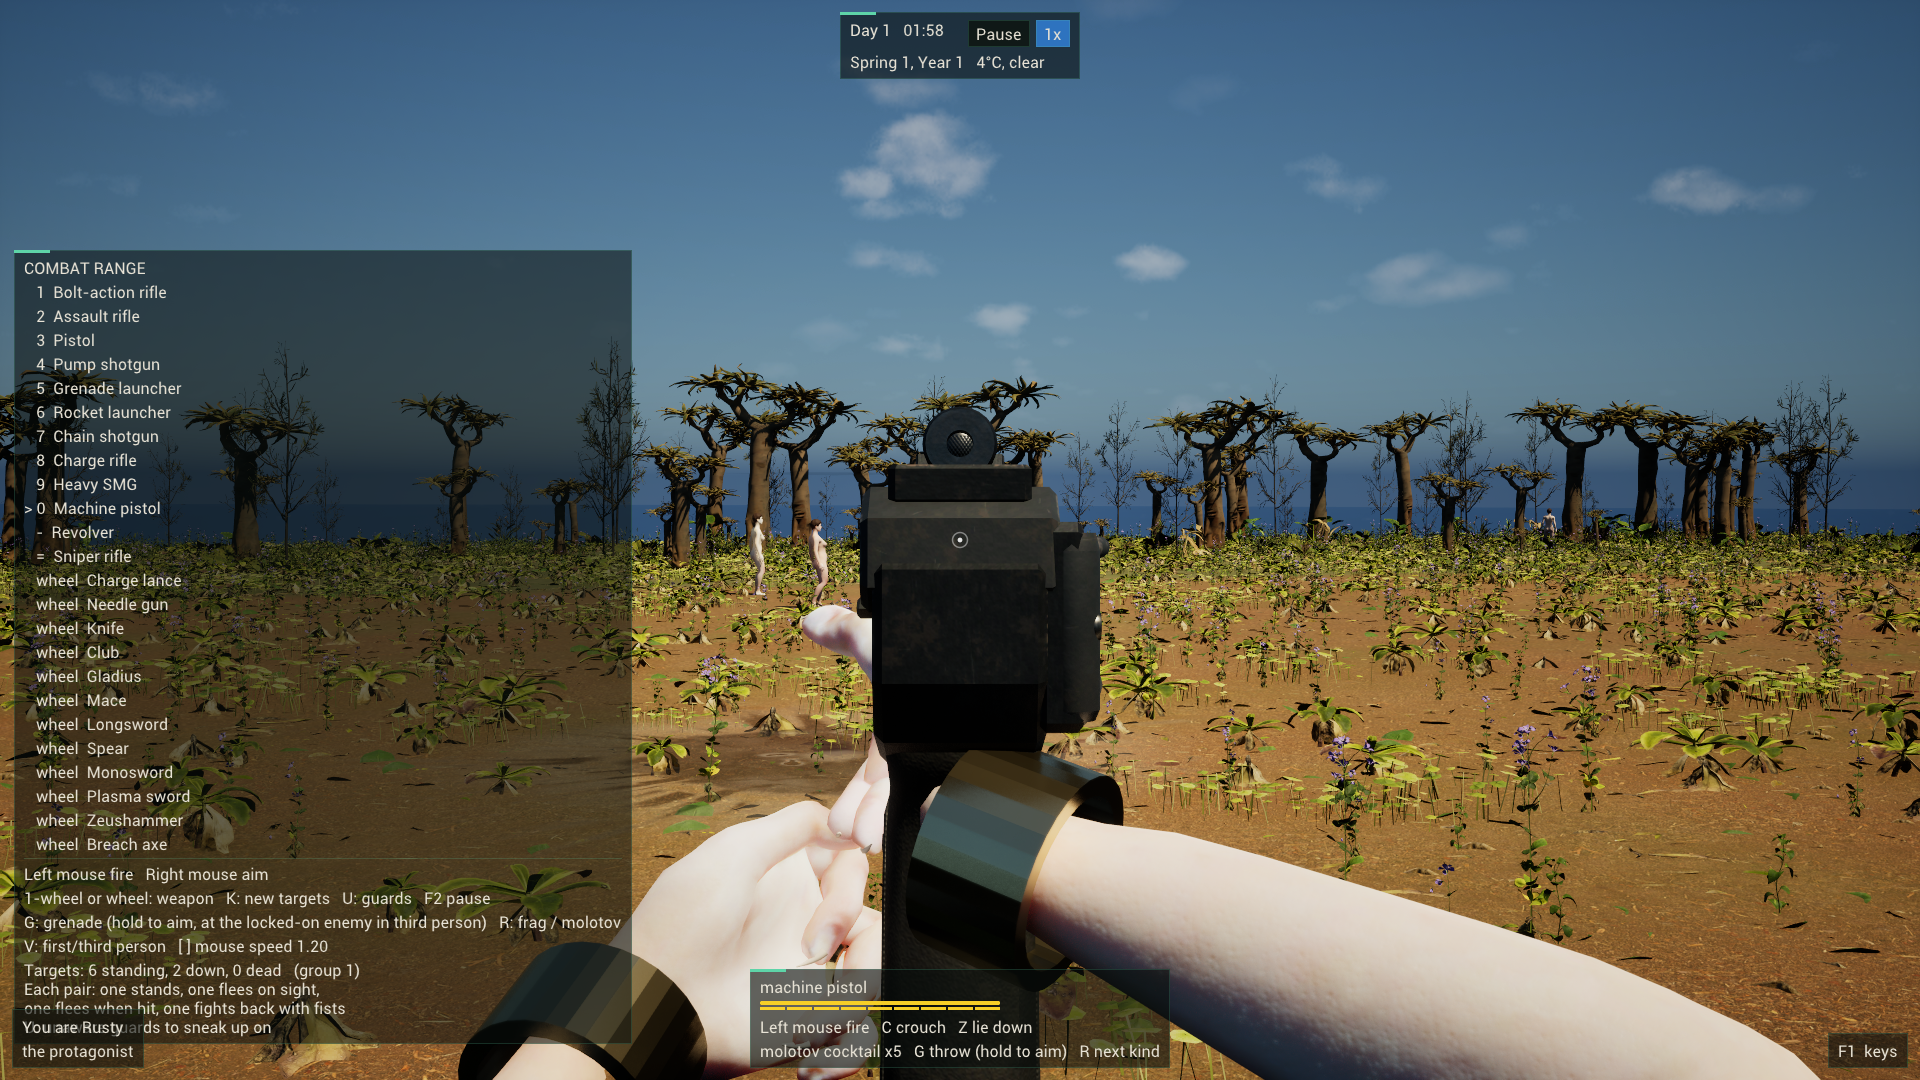 Day 1 01:58 Pause 1x
Spring 1, Year 1 4°C, clear
COMBAT RANGE
1 Bolt-action rifle
2 Assault rifle
3 Pistol
4 Pump shotgun
5 Grenade launcher
6 Rocket launcher
7 Chain shotgun
8 Charge rifle
9 Heavy SMG
> 0 Machine pistol
- Revolver
= Sniper rifle
wheel Charge lance
wheel Needle gun
wheel Knife
wheel Club
wheel Gladius
wheel Mace
wheel Longsword
wheel Spear
wheel Monosword
wheel Plasma sword
wheel Zeushammer
wheel Breach axe
Left mouse fire Right mouse aim
1-wheel or wheel: weapon K: new targets U: guards F2 pause
G: grenade (hold to aim, at the locked-on enemy in third person) R: frag / molotov
V: first/third person [ ] mouse speed 1.20
Targets: 6 standing, 2 down, 0 dead (group 1)
Each pair: one stands, one flees on sight,
one flees when hit, one fights back with fists
to sneak up on
You are Rusty
the protagonist
machine pistol
Left mouse fire C crouch Z lie down
molotov cocktail x5 G throw (hold to aim) R next kind
F1 keys